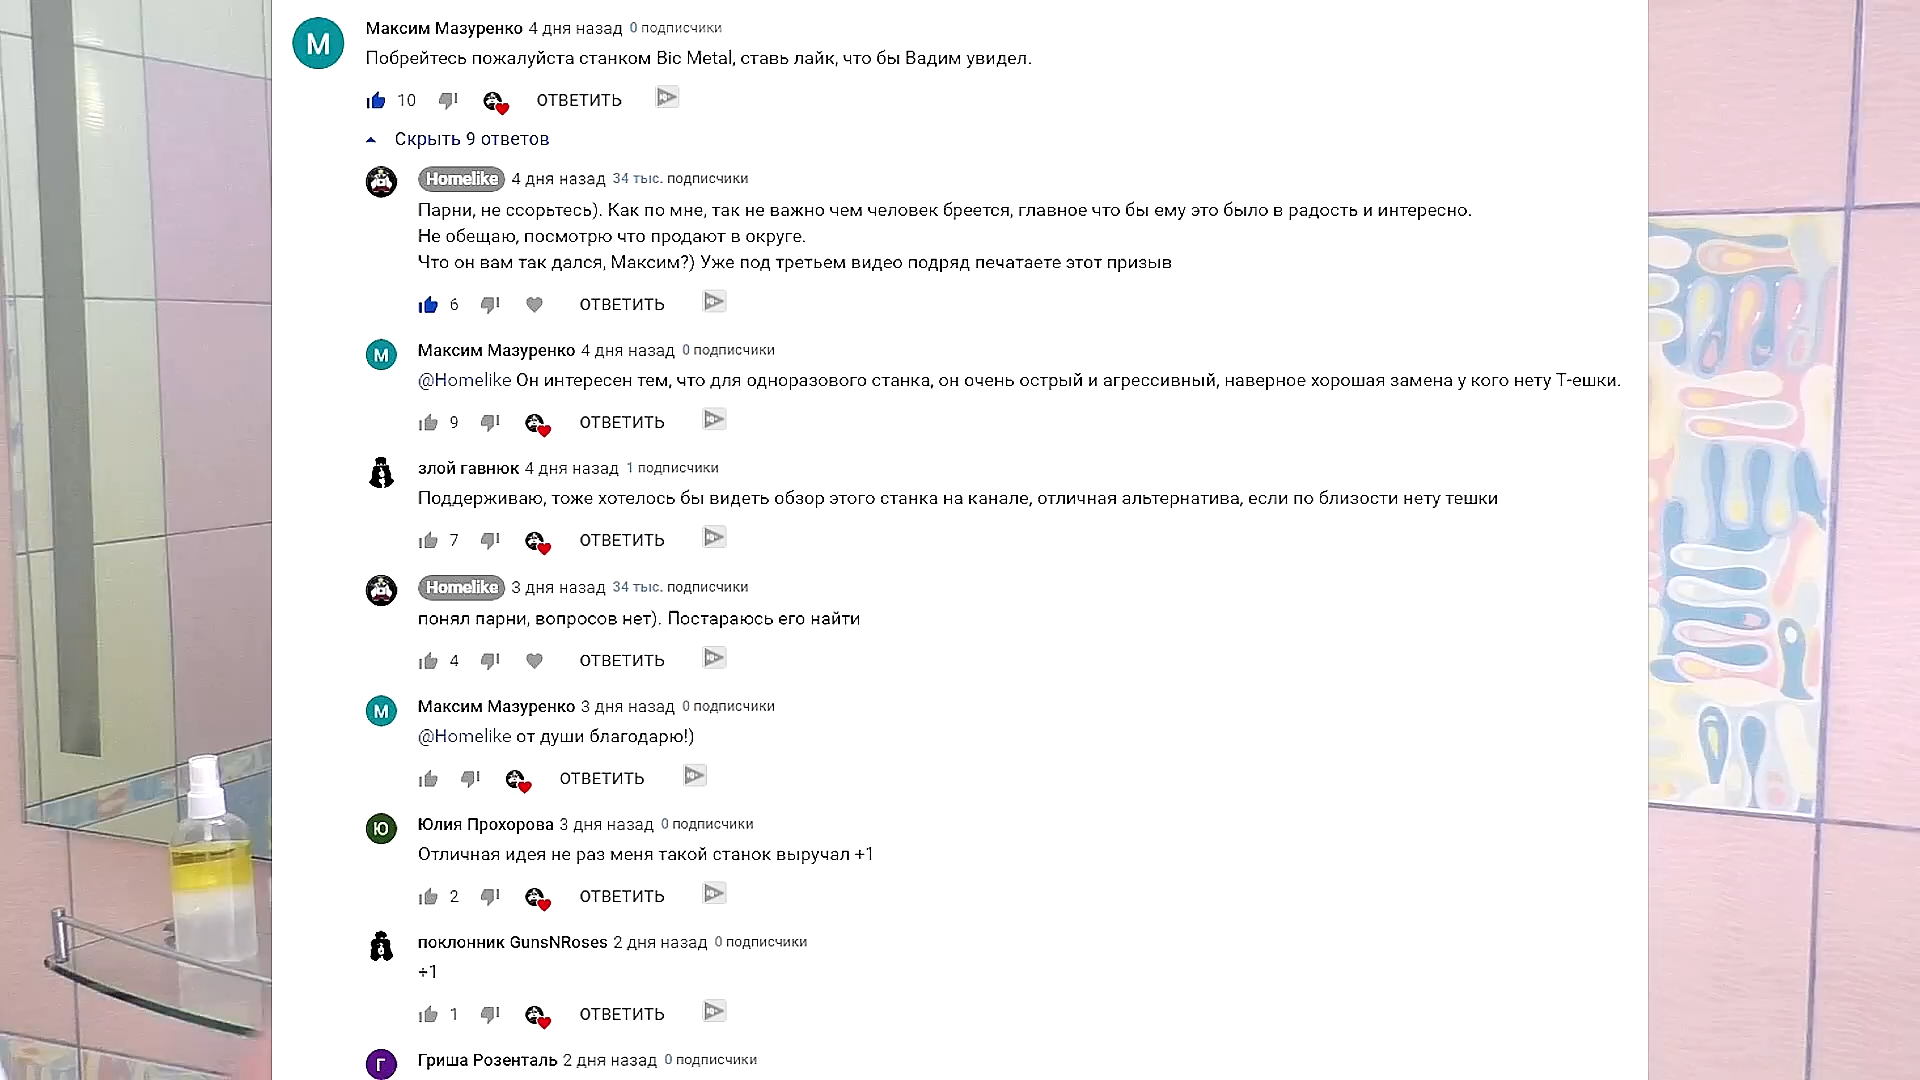 М
Максим Мазуренко 4 дня назад 0 подписчики
Побрейтесь пожалуйста станком Bic Metal, ставь лайк, что бы Вадим увидел.
10 ОТВЕТИТЬ
Скрыть 9 ответов
Homelike 4 дня назад 34 тыс. подписчики
Парни, не ссорьтесь). Как по мне, так не важно чем человек бреется, главное что бы ему это было в радость и интересно.
Не обещаю, посмотрю что продают в округе.
Что он вам так дался, Максим?) Уже под третьем видео подряд печатаете этот призыв
6 ОТВЕТИТЬ
М
Максим Мазуренко 4 дня назад 0 подписчики
@Homelike Он интересен тем, что для одноразового станка, он очень острый и агрессивный, наверное хорошая замена у кого нету Т-ешки.
9 ОТВЕТИТЬ
злой гавнюк 4 дня назад 1 подписчики
Поддерживаю, тоже хотелось бы видеть обзор этого станка на канале, отличная альтернатива, если по близости нету тешки
7 ОТВЕТИТЬ
Homelike 3 дня назад 34 тыс. подписчики
понял парни, вопросов нет). Постараюсь его найти
4 ОТВЕТИТЬ
М
Максим Мазуренко 3 дня назад 0 подписчики
@Homelike от души благодарю!)
ОТВЕТИТЬ
Ю
Юлия Прохорова 3 дня назад 0 подписчики
Отличная идея не раз меня такой станок выручал +1
2 ОТВЕТИТЬ
поклонник GunsNRoses 2 дня назад 0 подписчики
+1
1 ОТВЕТИТЬ
Г
Гриша Розенталь 2 дня назад 0 подписчики